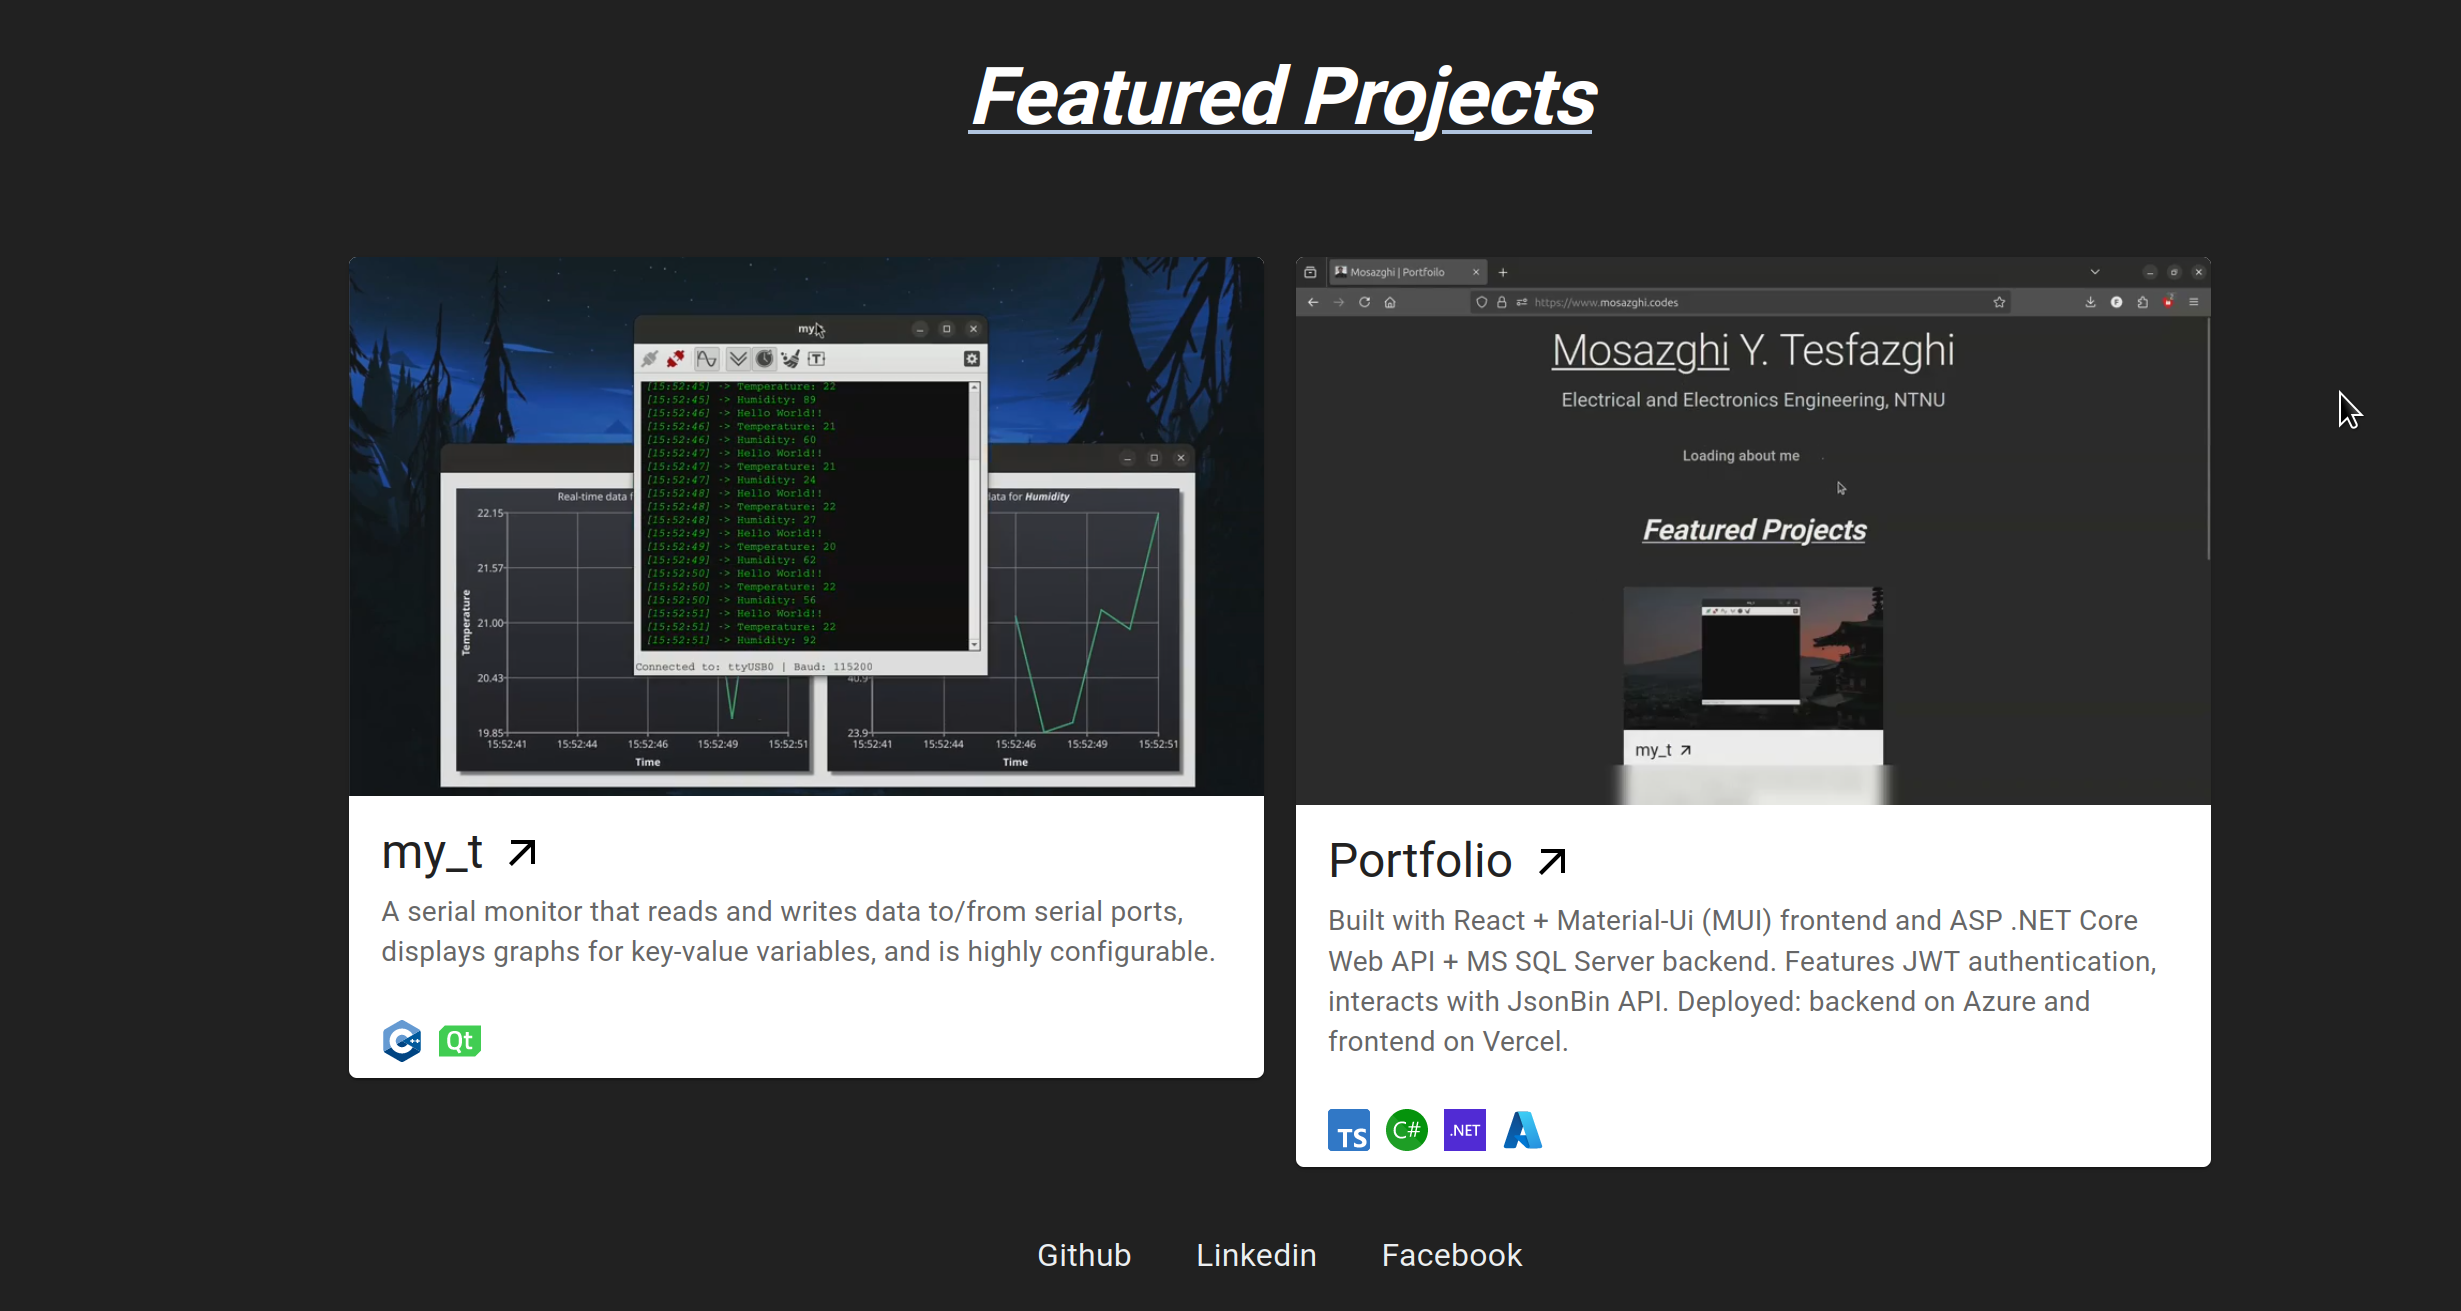 Featured Projects
my_
[15:52:45] -> Temperature: 22
[15:52:45] -> Humidity: 89
[15:52:46] -> Hello World!!
[15:52:46] -> Temperature: 21
[15:52:46] -> Humidity: 60
[15:52:47] -> Hello World!!
[15:52:47] -> Temperature: 21
[15:52:47] -> Humidity: 24
[15:52:48] -> Hello World!!
[15:52:48] -> Temperature: 22
[15:52:48] -> Humidity: 27
[15:52:49] -> Hello World!!
[15:52:49] -> Temperature: 20
[15:52:49] -> Humidity: 62
[15:52:50] -> Hello World!!
[15:52:50] -> Temperature: 22
[15:52:50] -> Humidity: 56
[15:52:51] -> Hello World!!
[15:52:51] -> Temperature: 22
[15:52:51] -> Humidity: 92
Connected to: ttyUSB0 | Baud: 115200
Real-time data f
22.15
21.57
21.00
20.43
19.85
Temperature
15:52:41 15:52:44 15:52:46 15:52:49 15:52:51
Time
data for Humidity
40.9
23.9
15:52:41 15:52:44 15:52:46 15:52:49 15:52:51
Time
my_t
A serial monitor that reads and writes data to/from serial ports,
displays graphs for key-value variables, and is highly configurable.
C++ Qt
Mosazghi | Portfoilo
https://www.mosazghi.codes
Mosazghi Y. Tesfazghi
Electrical and Electronics Engineering, NTNU
Loading about me
Featured Projects
my_t
Portfolio
Built with React + Material-Ui (MUI) frontend and ASP .NET Core
Web API + MS SQL Server backend. Features JWT authentication,
interacts with JsonBin API. Deployed: backend on Azure and
frontend on Vercel.
TS C# .NET
Github Linkedin Facebook